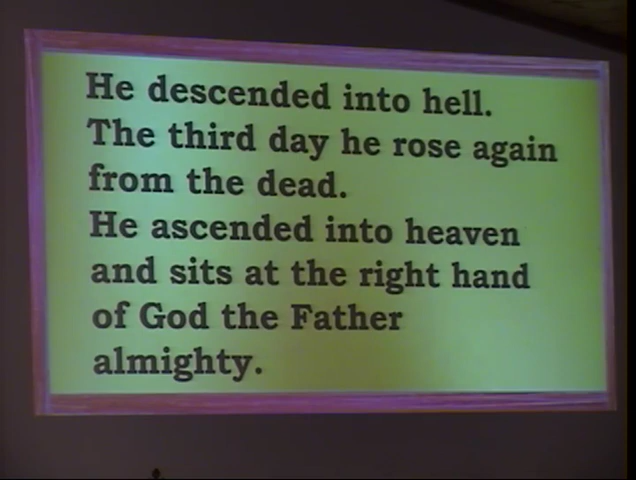 He descended into hell.
The third day he rose again
from the dead.
He ascended into heaven
and sits at the right hand
of God the Father
almighty.